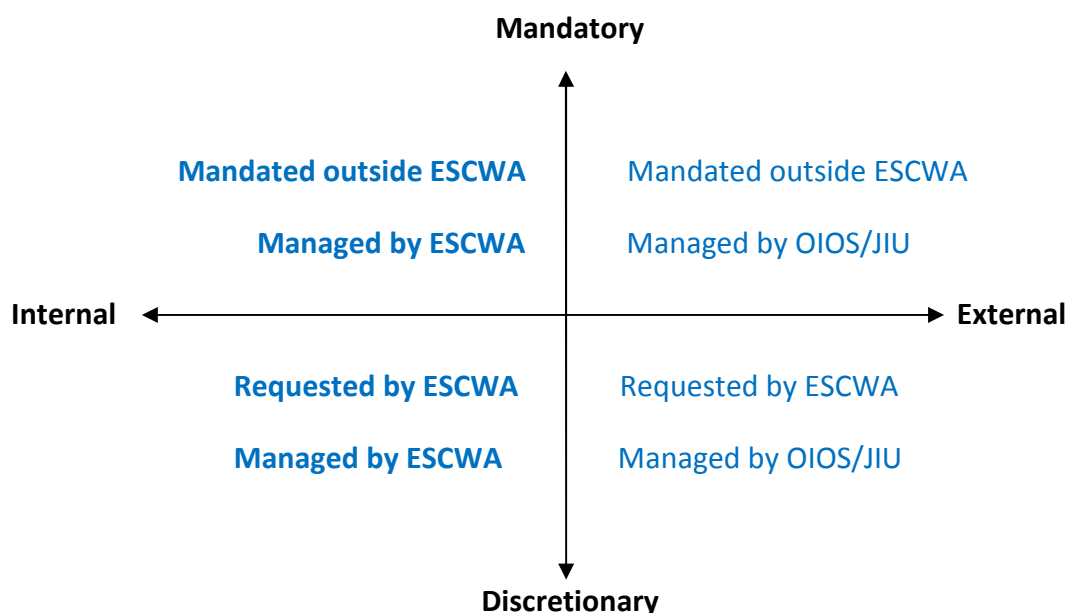 Mandatory
Mandated outside ESCWA
Mandated outside ESCWA
Managed by ESCWA
Managed by OIOS/JIU
Internal
External
Requested by ESCWA
Requested by ESCWA
Managed by ESCWA
Managed by OIOS/JIU
Discretionary